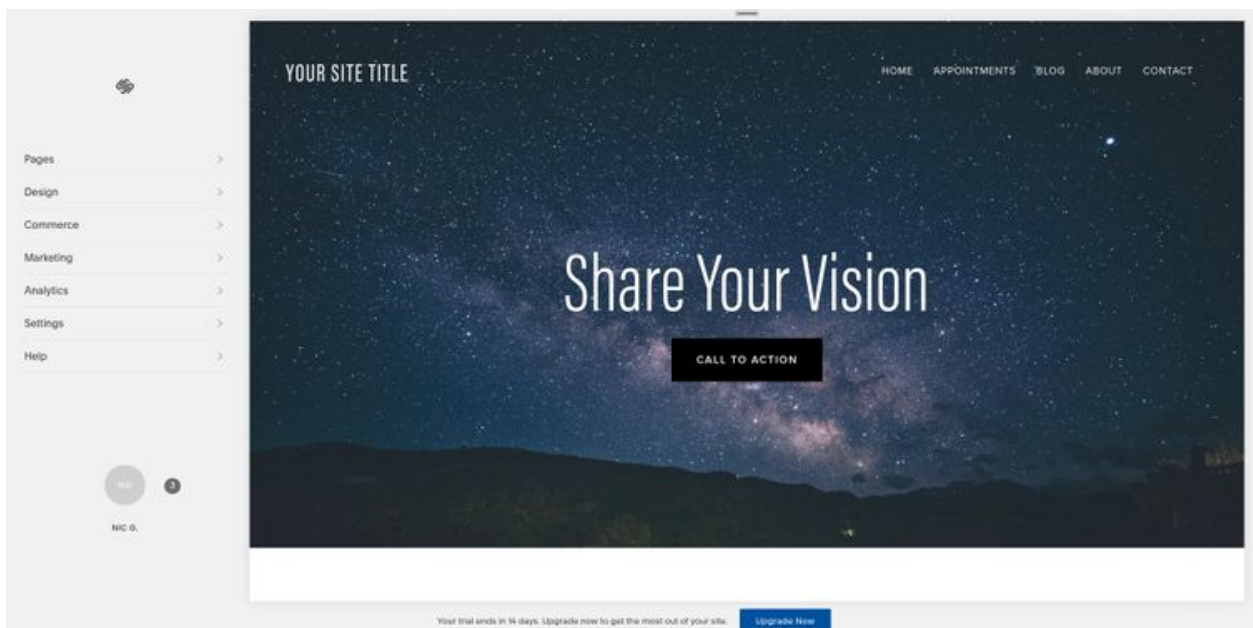 Pages
Design
Commerce
Marketing
Analytics
Settings
Help
3
NIC G.
YOUR SITE TITLE
HOME APPOINTMENTS BLOG ABOUT CONTACT
Share Your Vision
CALL TO ACTION
Your trial ends in 14 days. Upgrade now to get the most out of your site.
Upgrade Now